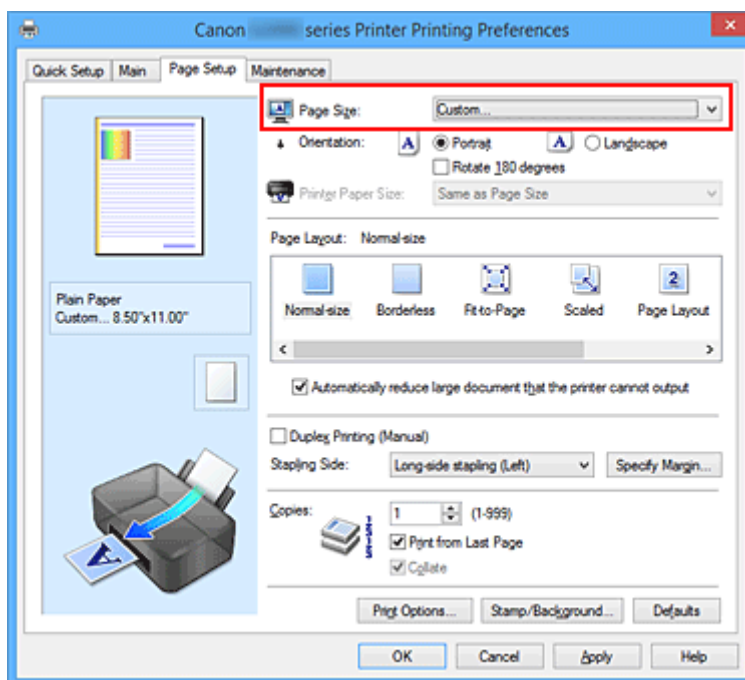 Canon series Printer Printing Preferences
Quick Setup Main Page Setup Maintenance
Page Size: Custom...
Orientation: A Portrait A Landscape
Rotate 180 degrees
Printer Paper Size: Same as Page Size
Page Layout: Normal-size
Normal-size Borderless Fit-to-Page Scaled 2 Page Layout
Plain Paper
Custom... 8.50"x11.00"
Automatically reduce large document that the printer cannot output
Duplex Printing (Manual)
Stapling Side: Long-side stapling (Left) Specify Margin...
Copies: 1 (1-999)
Print from Last Page
Collate
A
Print Options... Stamp/Background... Defaults
OK Cancel Apply Help